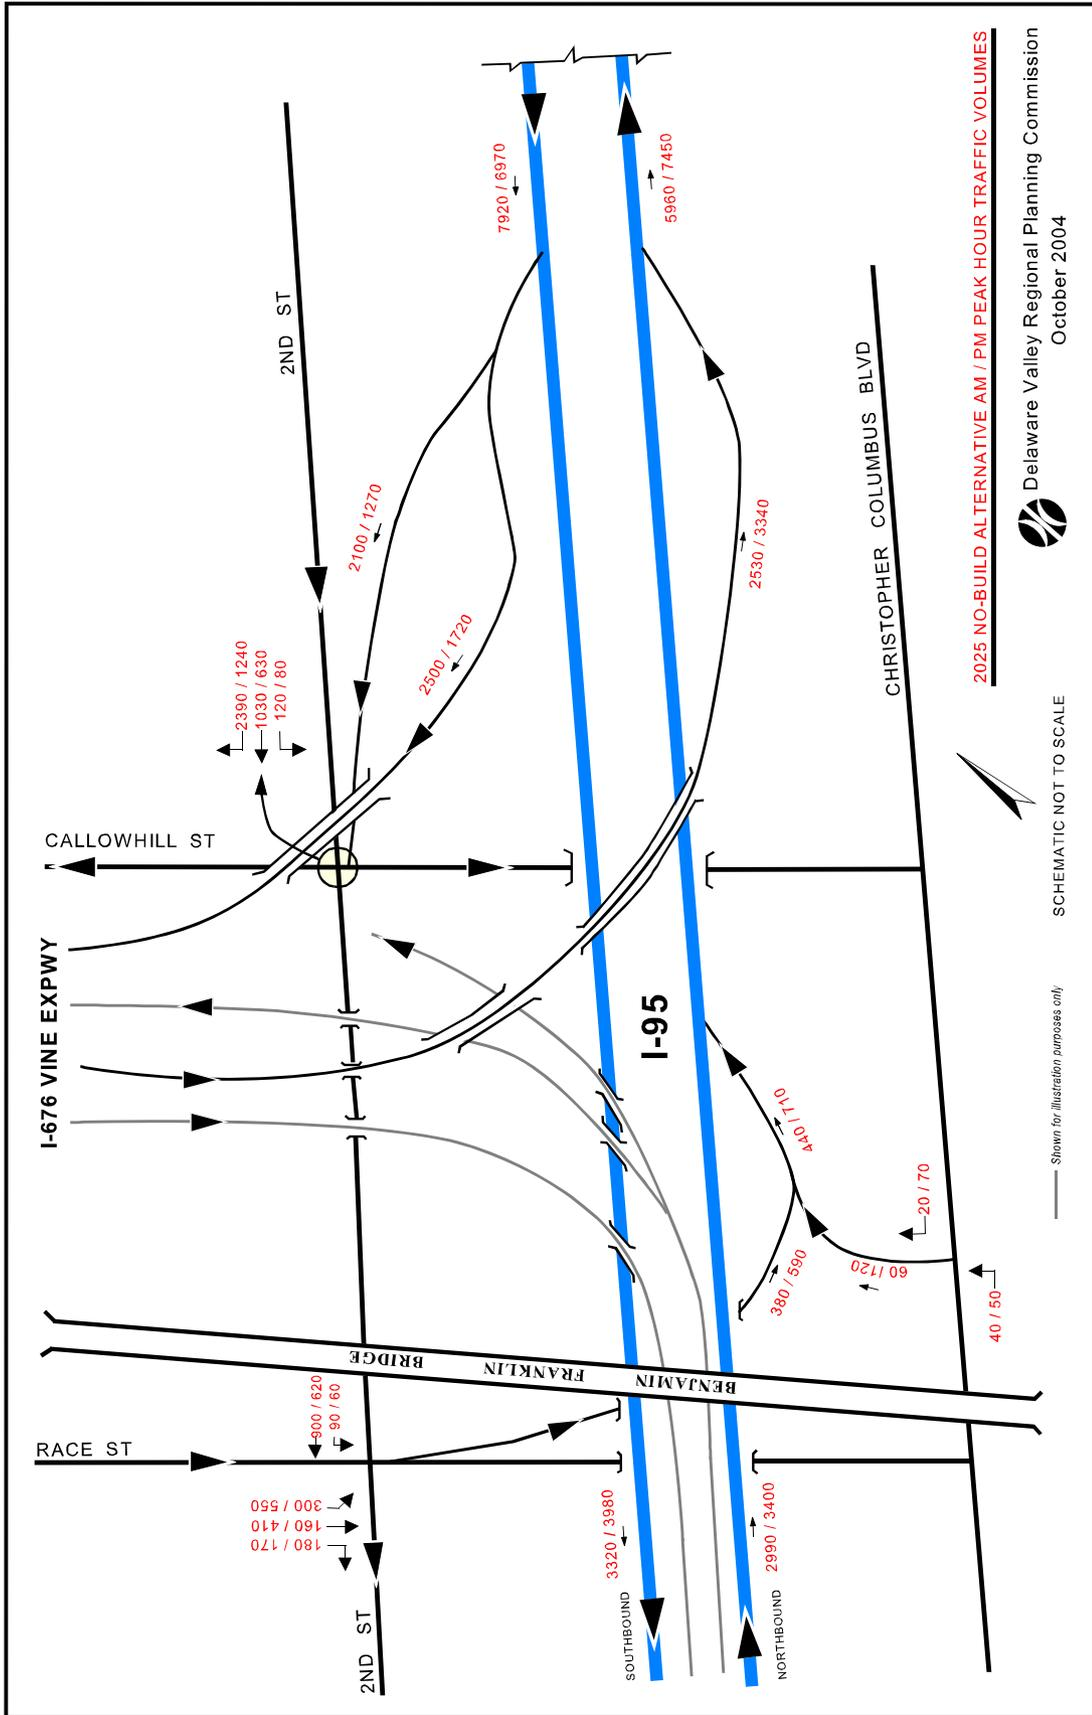 2025 NO-BUILD ALTERNATIVE AM / PM PEAK HOUR TRAFFIC VOLUMES
Delaware Valley Regional Planning Commission
October 2004
2ND ST
7920 / 6970
5960 / 7450
2100 / 1270
2500 / 1720
2530 / 3340
CHRISTOPHER COLUMBUS BLVD
2390 / 1240
1030 / 630
120 / 80
CALLOWHILL ST
I-676 VINE EXPWY
I-95
440 / 710
20 / 70
60 / 120
380 / 590
40 / 50
BENJAMIN FRANKLIN BRIDGE
900 / 620
90 / 60
RACE ST
300 / 550
160 / 410
180 / 170
3320 / 3980
2990 / 3400
SOUTHBOUND
NORTHBOUND
2ND ST
SCHEMATIC NOT TO SCALE
Shown for illustration purposes only